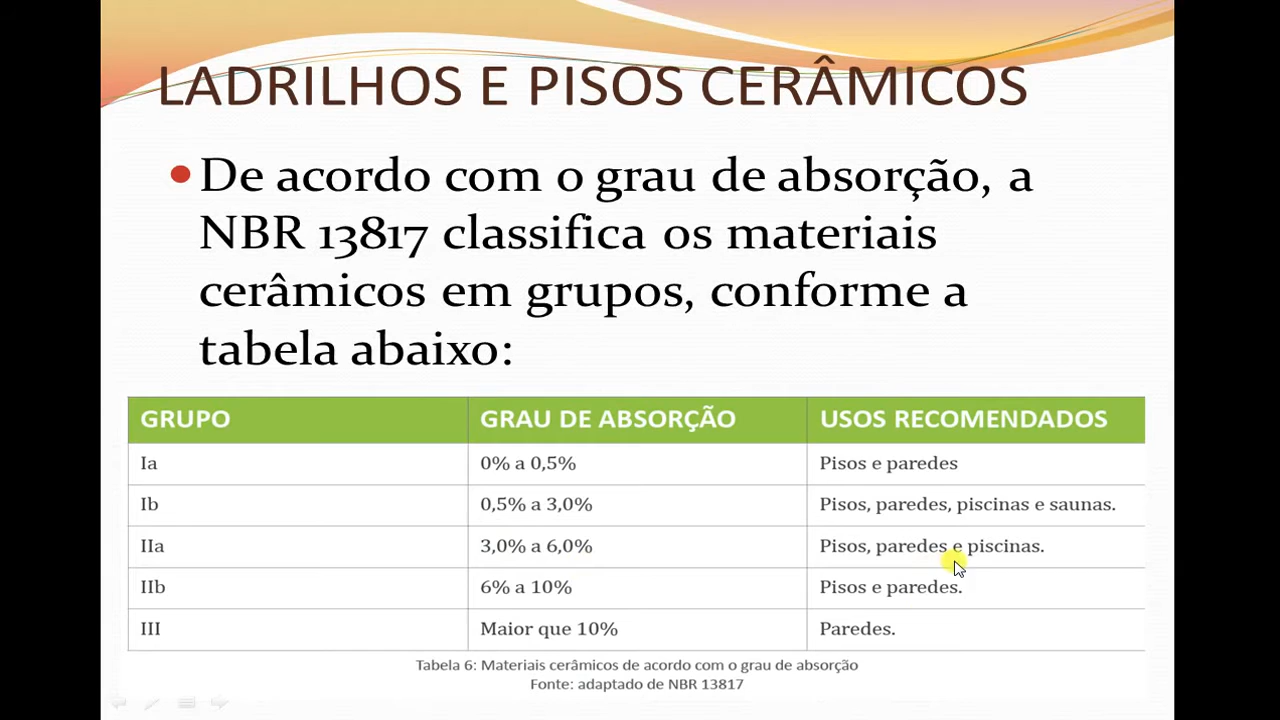 LADRILHOS E PISOS CERÂMICOS
•De acordo com o grau de absorção, a
NBR 13817 classifica os materiais
cerâmicos em grupos, conforme a
tabela abaixo:
GRUPO GRAU DE ABSORÇÃO USOS RECOMENDADOS
Ia 0% a 0,5% Pisos e paredes
Ib 0,5% a 3,0% Pisos, paredes, piscinas e saunas.
IIa 3,0% a 6,0% Pisos, paredes e piscinas.
IIb 6% a 10% Pisos e paredes.
III Maior que 10% Paredes.
Tabela 6: Materiais cerâmicos de acordo com o grau de absorção
Fonte: adaptado de NBR 13817